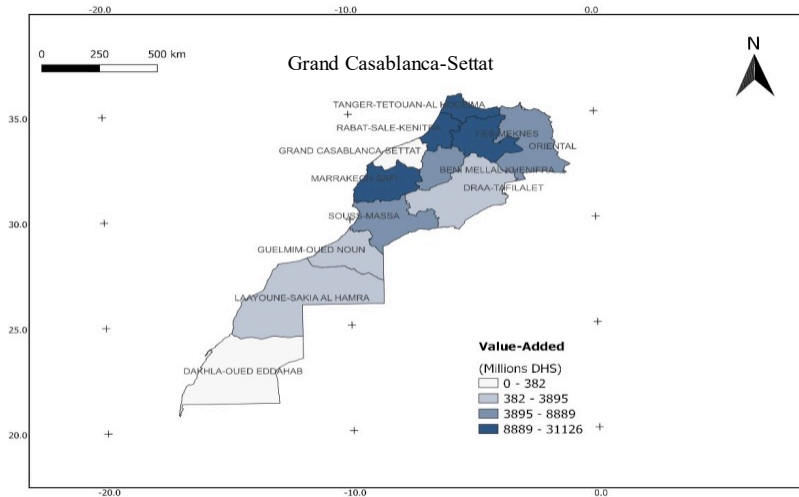 -20.0 -10.0 0.0
0 250 500 km
Grand Casablanca-Settat
N
TANGER-TETOUAN-AL HOCEIMA
35.0
RABAT-SALE-KENITRA
FES-MEKNES
ORIENTAL
GRAND CASABLANCA-SETTAT
BENI MELLAL-KHENIFRA
MARRAKECH-SAFI
DRAA-TAFILALET
SOUSS-MASSA
30.0
GUELMIM-OUED NOUN
LAAYOUNE-SAKIA AL HAMRA
25.0
Value-Added
(Millions DHS)
0 - 382
382 - 3895
3895 - 8889
8889 - 31126
DAKHLA-OUED EDDAHAB
20.0
-20.0 -10.0 0.0